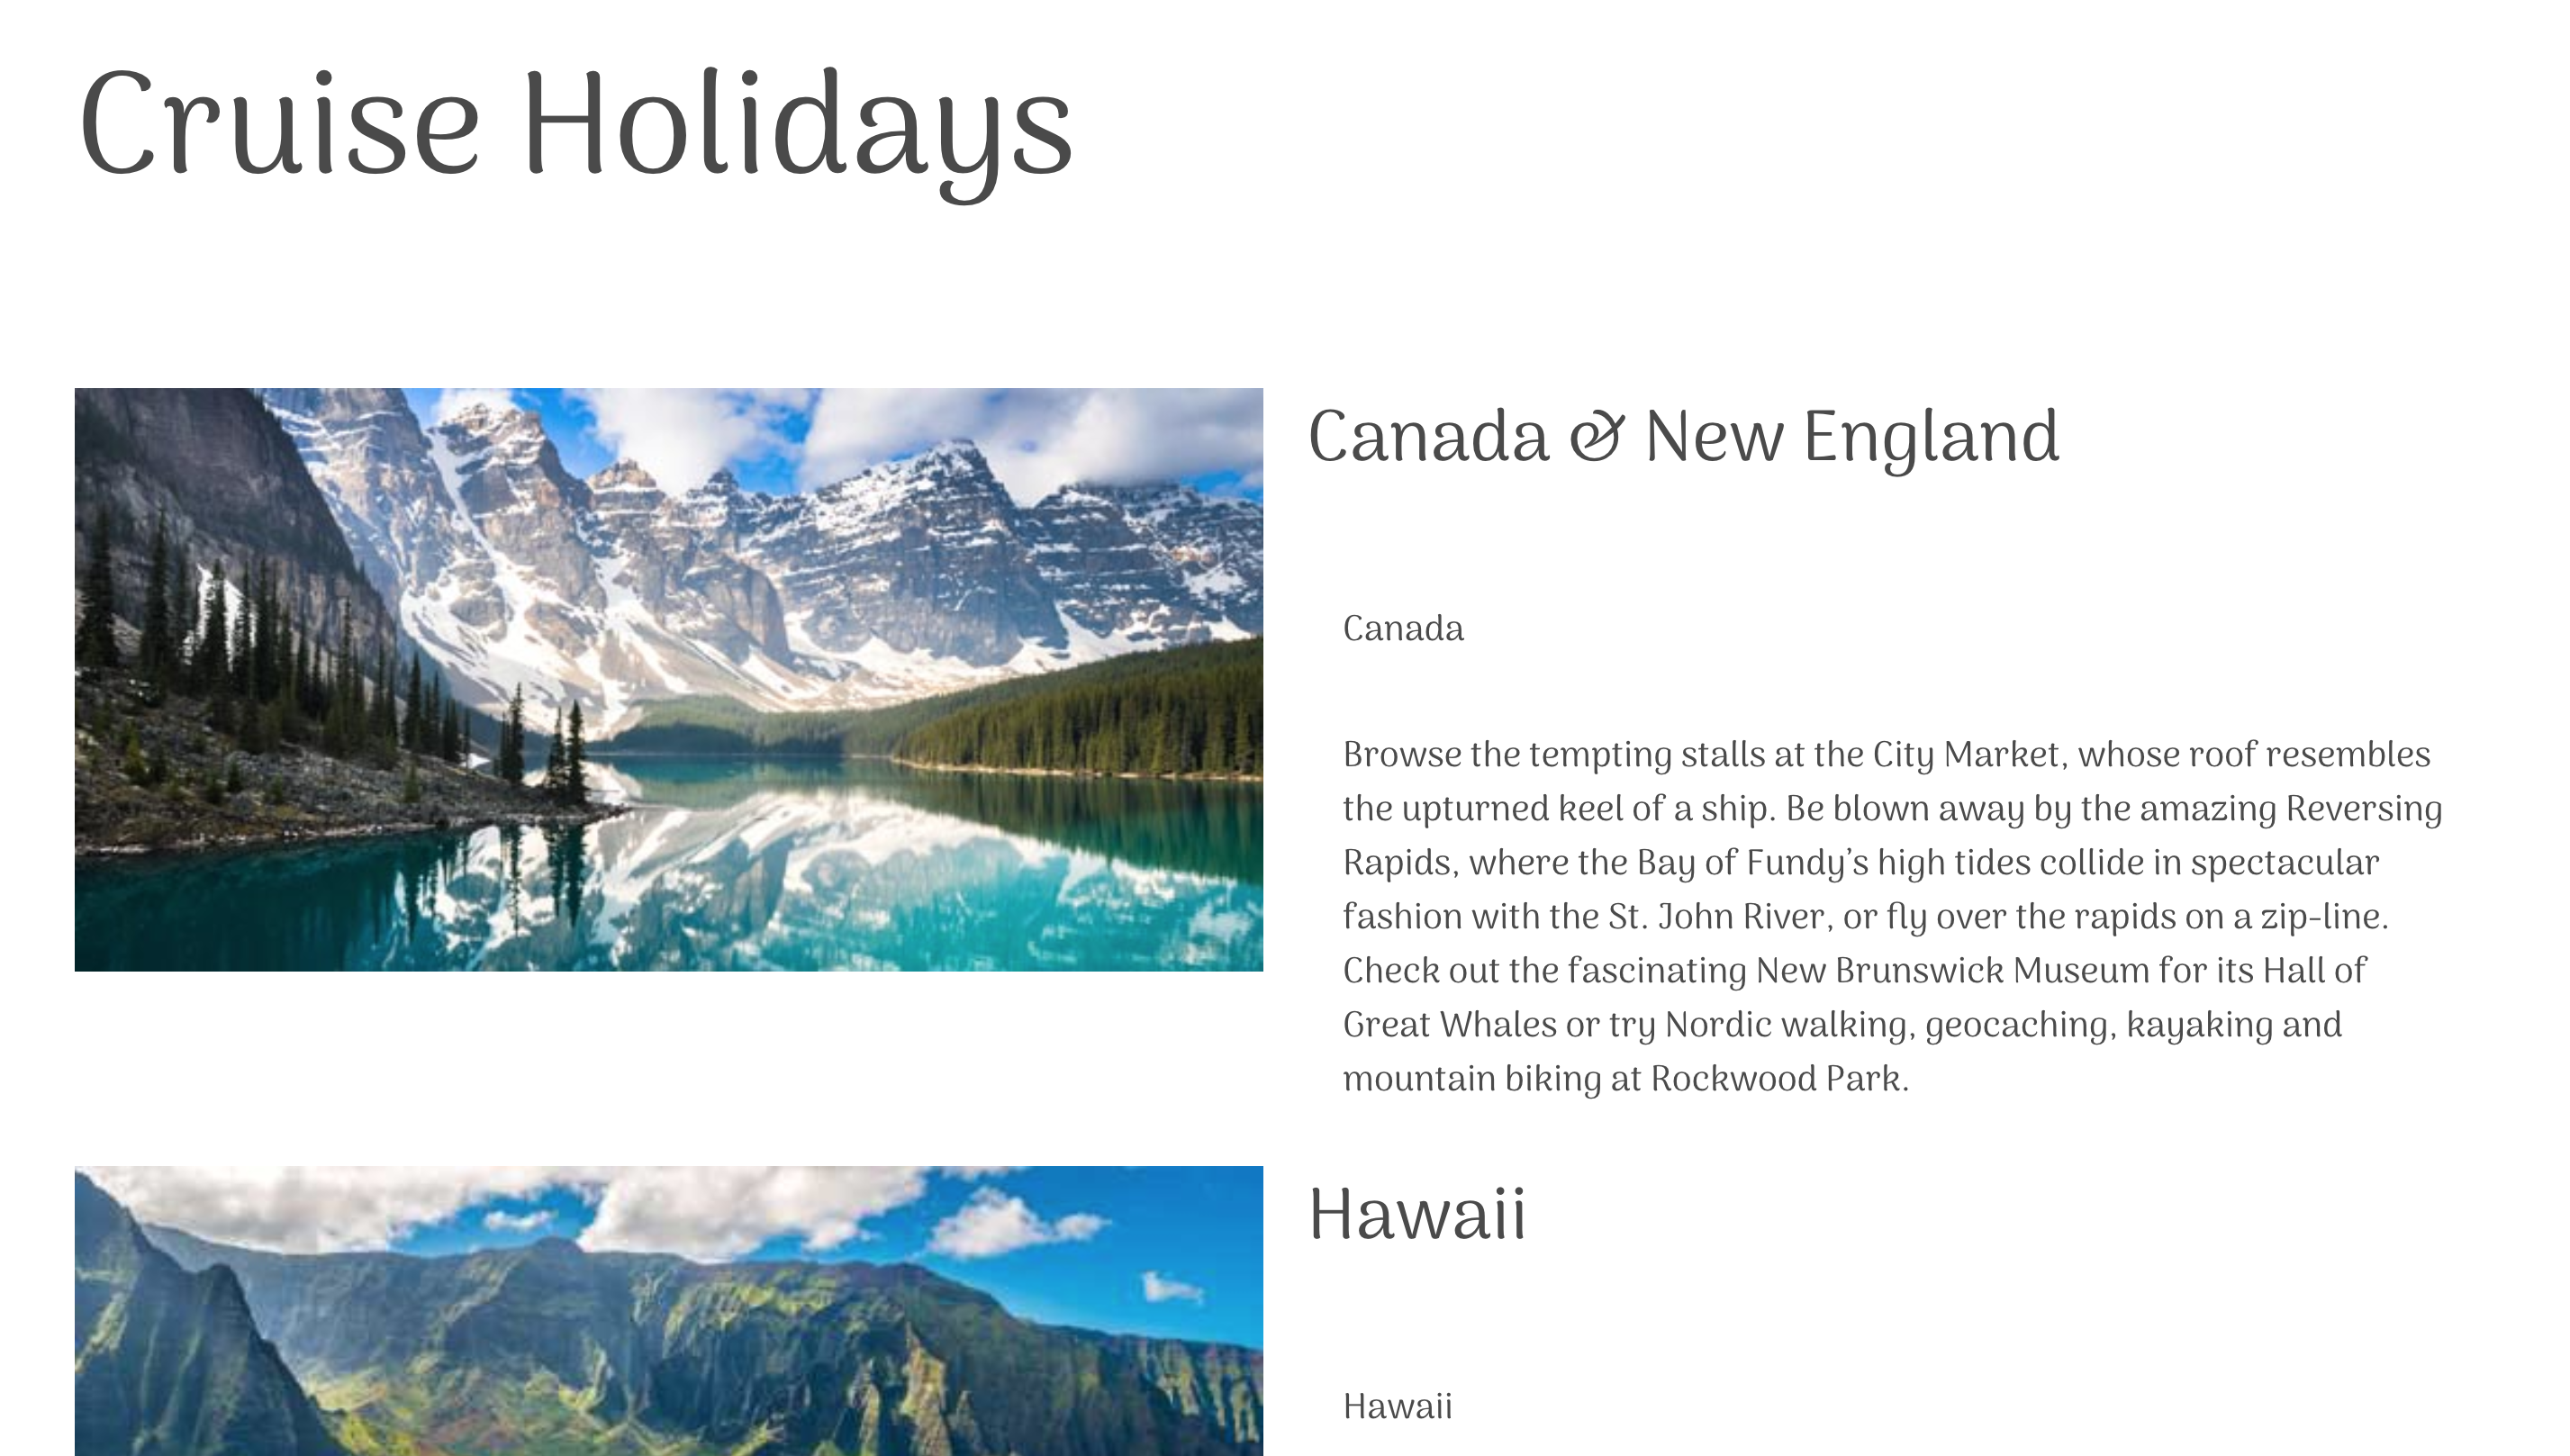 Cruise Holidays
Canada & New England
Canada
Browse the tempting stalls at the City Market, whose roof resembles
the upturned keel of a ship. Be blown away by the amazing Reversing
Rapids, where the Bay of Fundy’s high tides collide in spectacular
fashion with the St. John River, or fly over the rapids on a zip-line.
Check out the fascinating New Brunswick Museum for its Hall of
Great Whales or try Nordic walking, geocaching, kayaking and
mountain biking at Rockwood Park.
Hawaii
Hawaii